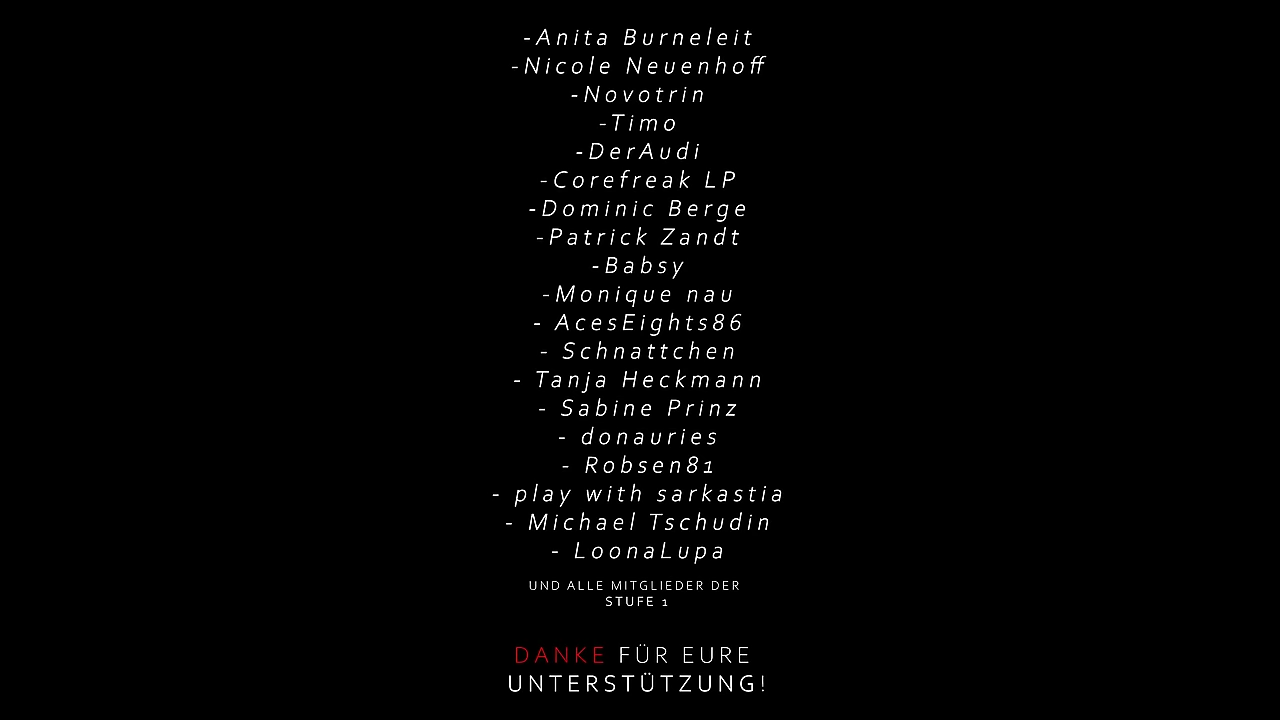 -Anita Burneleit
-Nicole Neuenhoff
-Novotrin
-Timo
-DerAudi
-Corefreak LP
-Dominic Berge
-Patrick Zandt
-Babsy
-Monique nau
- AcesEights86
- Schnattchen
- Tanja Heckmann
- Sabine Prinz
- donauries
- Robsen81
- play with sarkastia
- Michael Tschudin
- LoonaLupa
UND ALLE MITGLIEDER DER
STUFE 1
DANKE FÜR EURE
UNTERSTÜTZUNG!